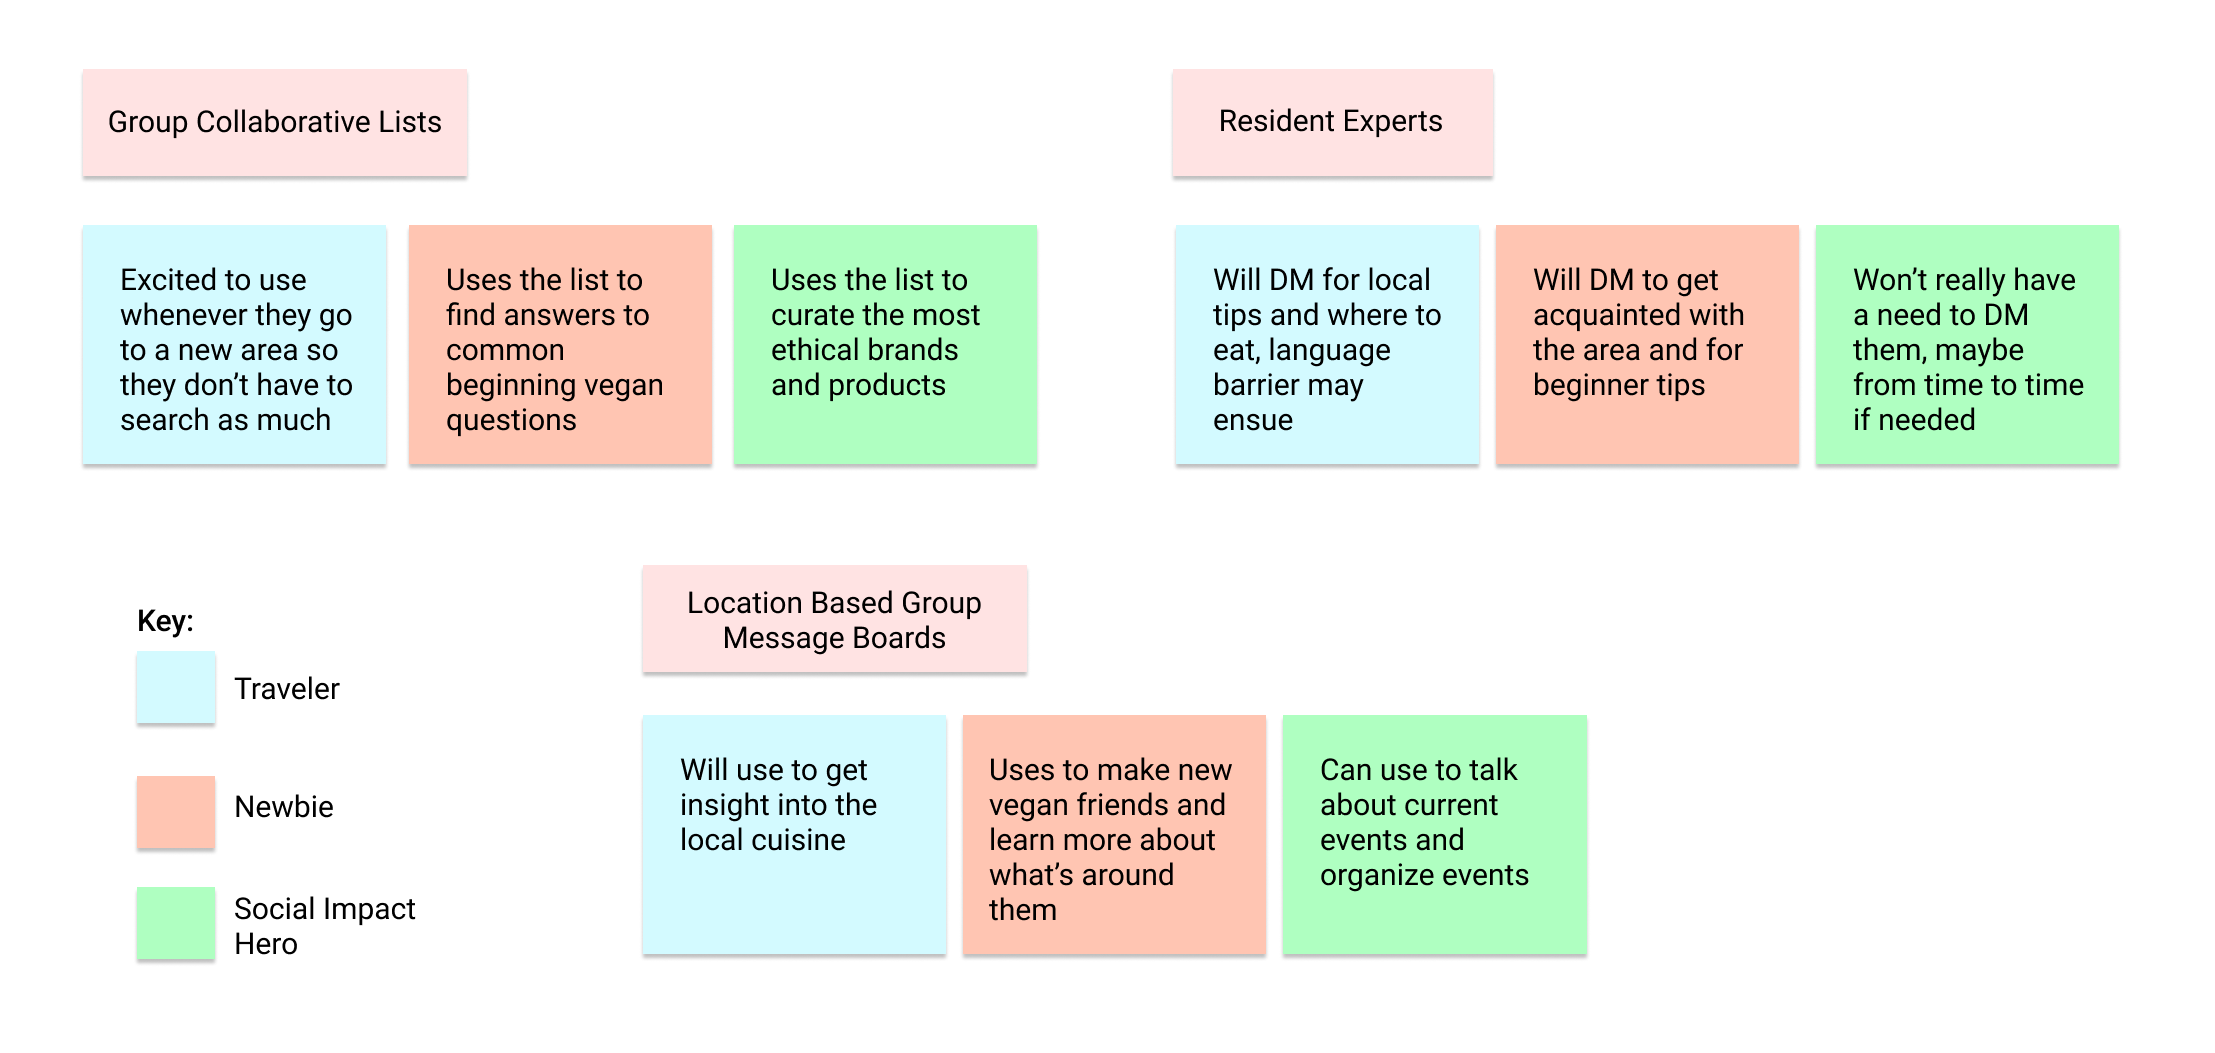 Group Collaborative Lists
Excited to use
whenever they go
to a new area so
they don’t have to
search as much
Uses the list to
find answers to
common
beginning vegan
questions
Uses the list to
curate the most
ethical brands
and products
Resident Experts
Will DM for local
tips and where to
eat, language
barrier may
ensue
Will DM to get
acquainted with
the area and for
beginner tips
Won’t really have
a need to DM
them, maybe
from time to time
if needed
Key:
Traveler
Newbie
Social Impact
Hero
Location Based Group
Message Boards
Will use to get
insight into the
local cuisine
Uses to make new
vegan friends and
learn more about
what’s around
them
Can use to talk
about current
events and
organize events